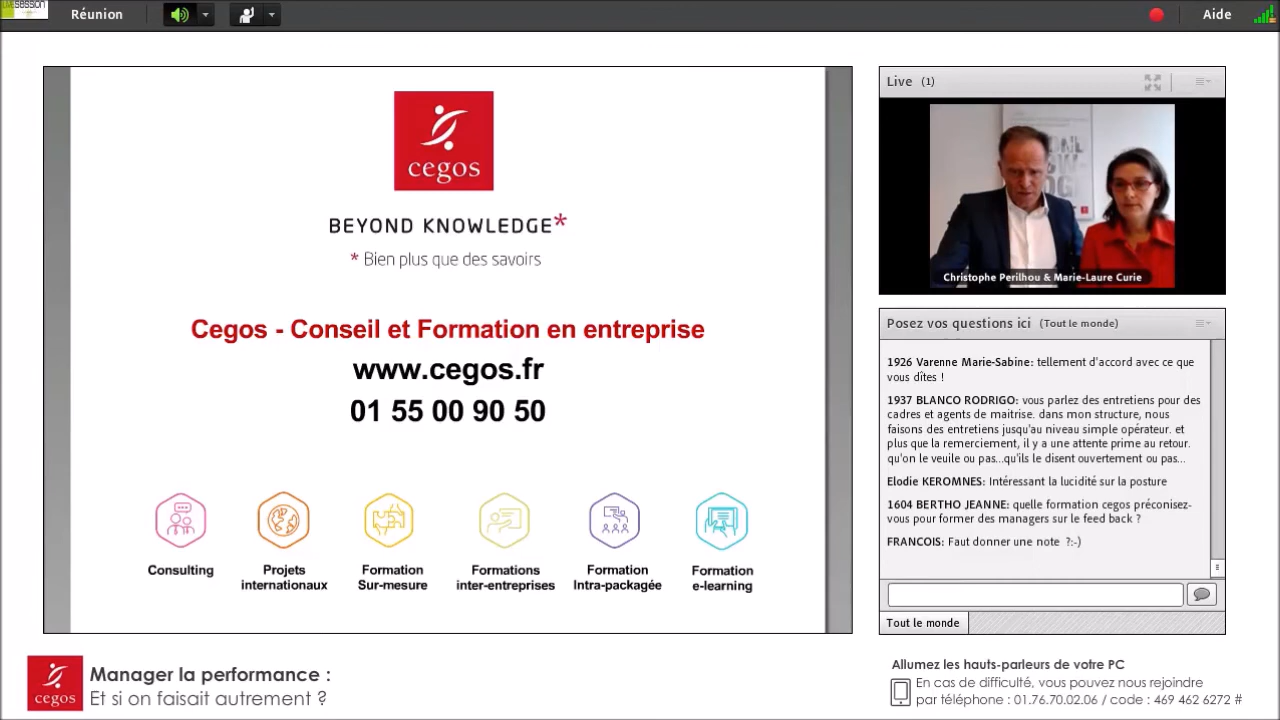 SESSION
Réunion
Aide
cegos
BEYOND KNOWLEDGE*
* Bien plus que des savoirs
Cegos - Conseil et Formation en entreprise
www.cegos.fr
01 55 00 90 50
Consulting
Projets
internationaux
Formation
Sur-mesure
Formations
inter-entreprises
Formation
Intra-packagée
Formation
e-learning
Live (1)
Christophe Perilhou & Marie-Laure Curie
Posez vos questions ici (Tout le monde)
1926 Varenne Marie-Sabine: tellement d'accord avec ce que
vous dîtes !
1937 BLANCO RODRIGO: vous parlez des entretiens pour des
cadres et agents de maitrise. dans mon structure, nous
faisons des entretiens jusqu'au niveau simple opérateur. et
plus que la remerciement, il y a une attente prime au retour.
qu'on le veuile ou pas...qu'ils le disent ouvertement ou pas...
Elodie KEROMNES: Intéressant la lucidité sur la posture
1604 BERTHO JEANNE: quelle formation cegos préconisez-
vous pour former des managers sur le feed back ?
FRANCOIS: Faut donner une note ?:-)
Tout le monde
cegos
Manager la performance :
Et si on faisait autrement ?
Allumez les hauts-parleurs de votre PC
En cas de difficulté, vous pouvez nous rejoindre
par téléphone : 01.76.70.02.06 / code : 469 462 6272 #